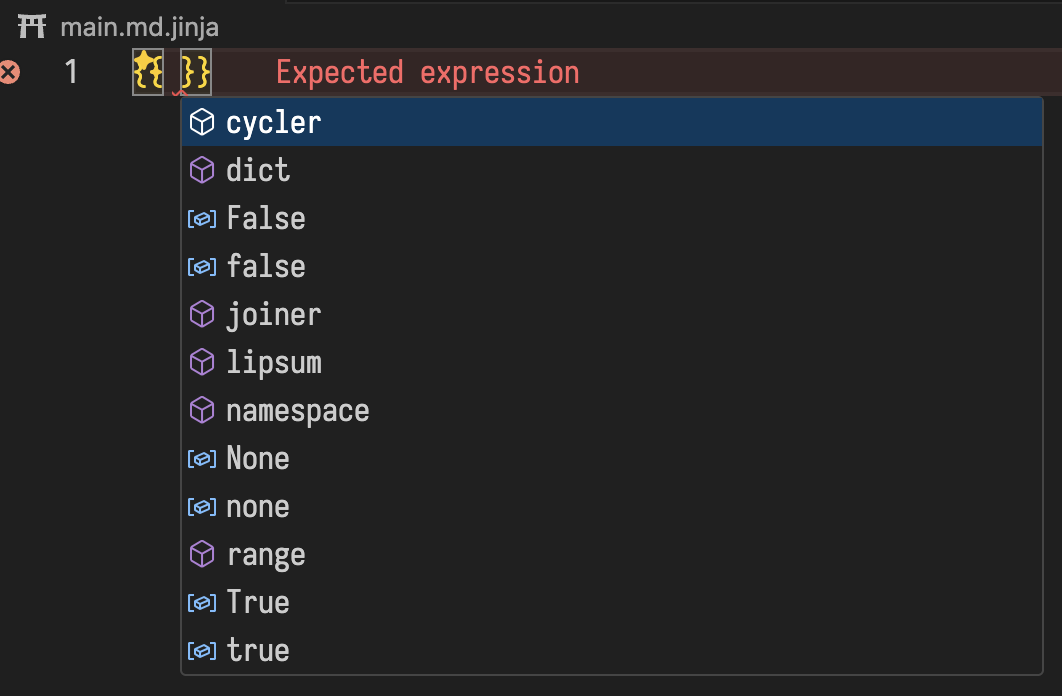 main.md.jinja
1 {{ }} Expected expression
cycler
dict
False
false
joiner
lipsum
namespace
None
none
range
True
true